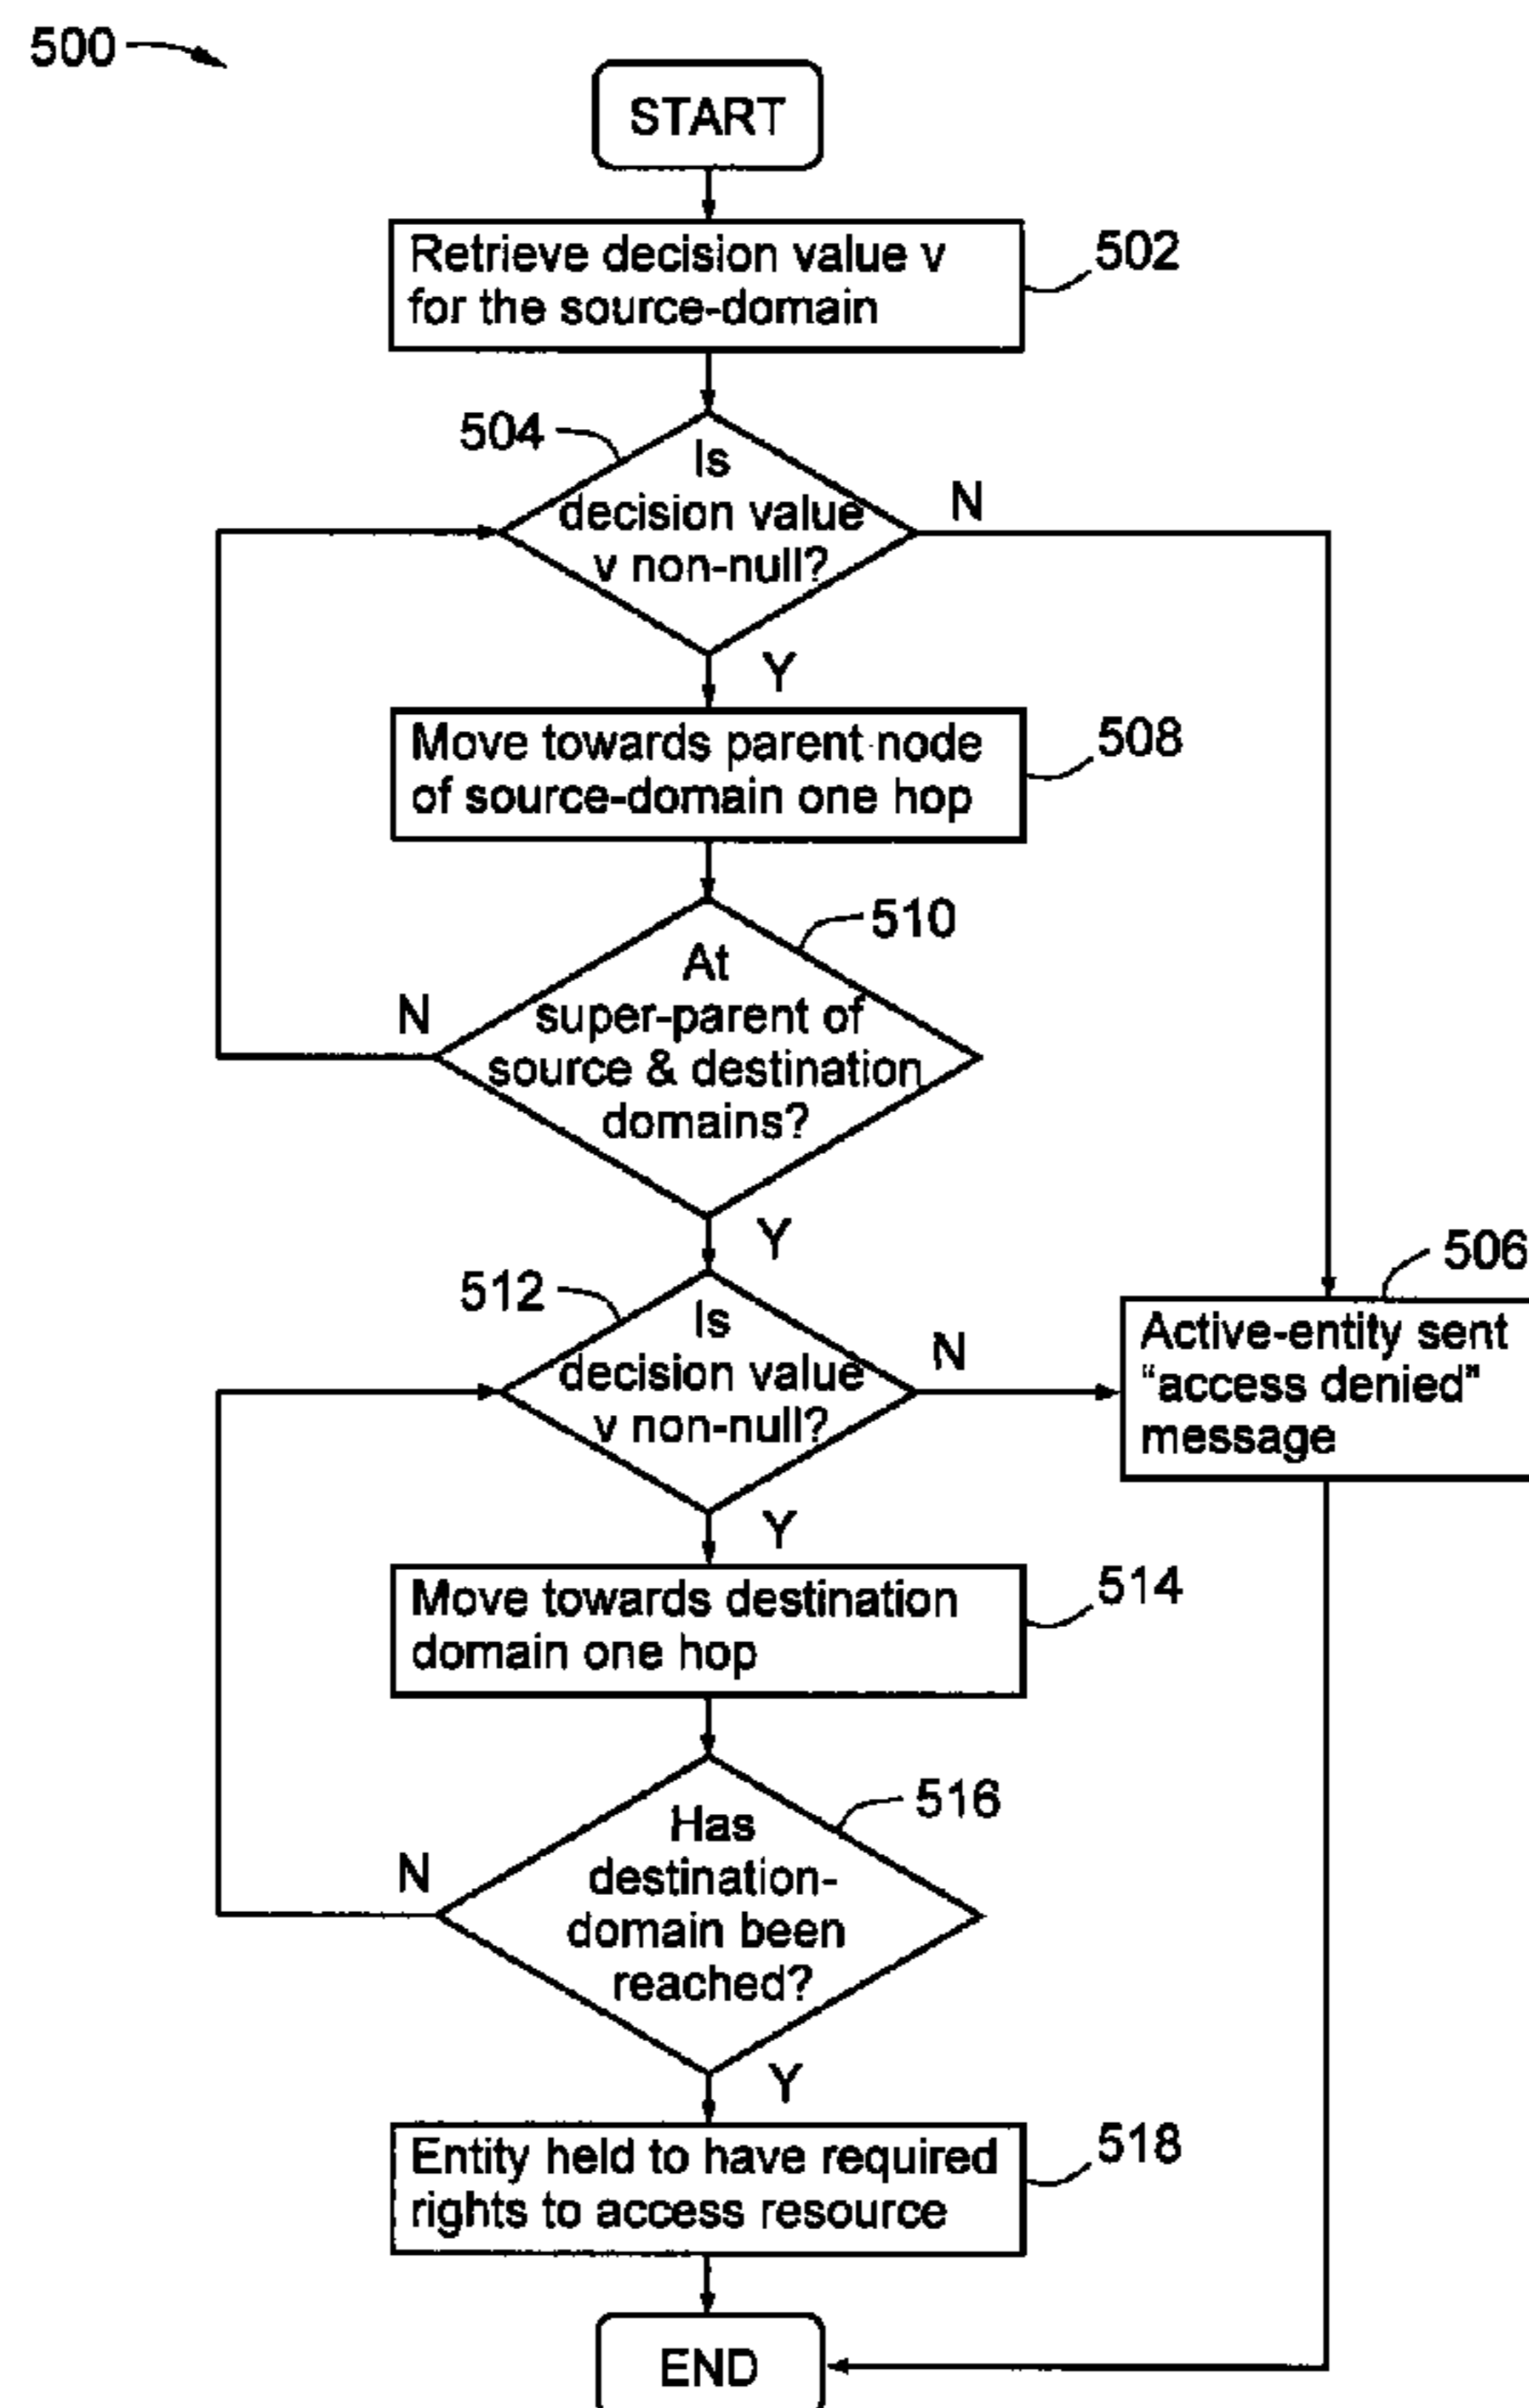 500
START
Retrieve decision value v
for the source-domain
502
504
Is
decision value
v non-null?
N
Y
Move towards parent node
of source-domain one hop
508
510
At
super-parent of
source & destination
domains?
N
Y
512
Is
decision value
v non-null?
N
Y
506
Active-entity sent
"access denied"
message
Move towards destination
domain one hop
514
516
Has
destination-
domain been
reached?
N
Y
Entity held to have required
rights to access resource
518
END